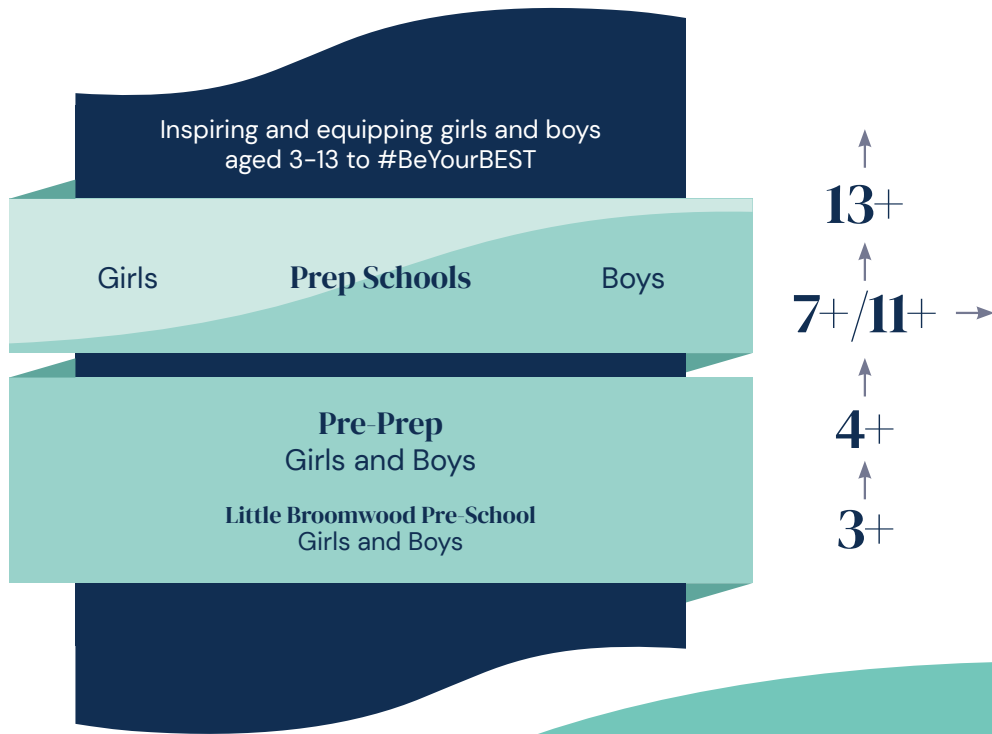 Inspiring and equipping girls and boys
aged 3–13 to #BeYourBEST
13+
Girls Prep Schools Boys
7+/11+
Pre-Prep
Girls and Boys
4+
Little Broomwood Pre-School
Girls and Boys
3+